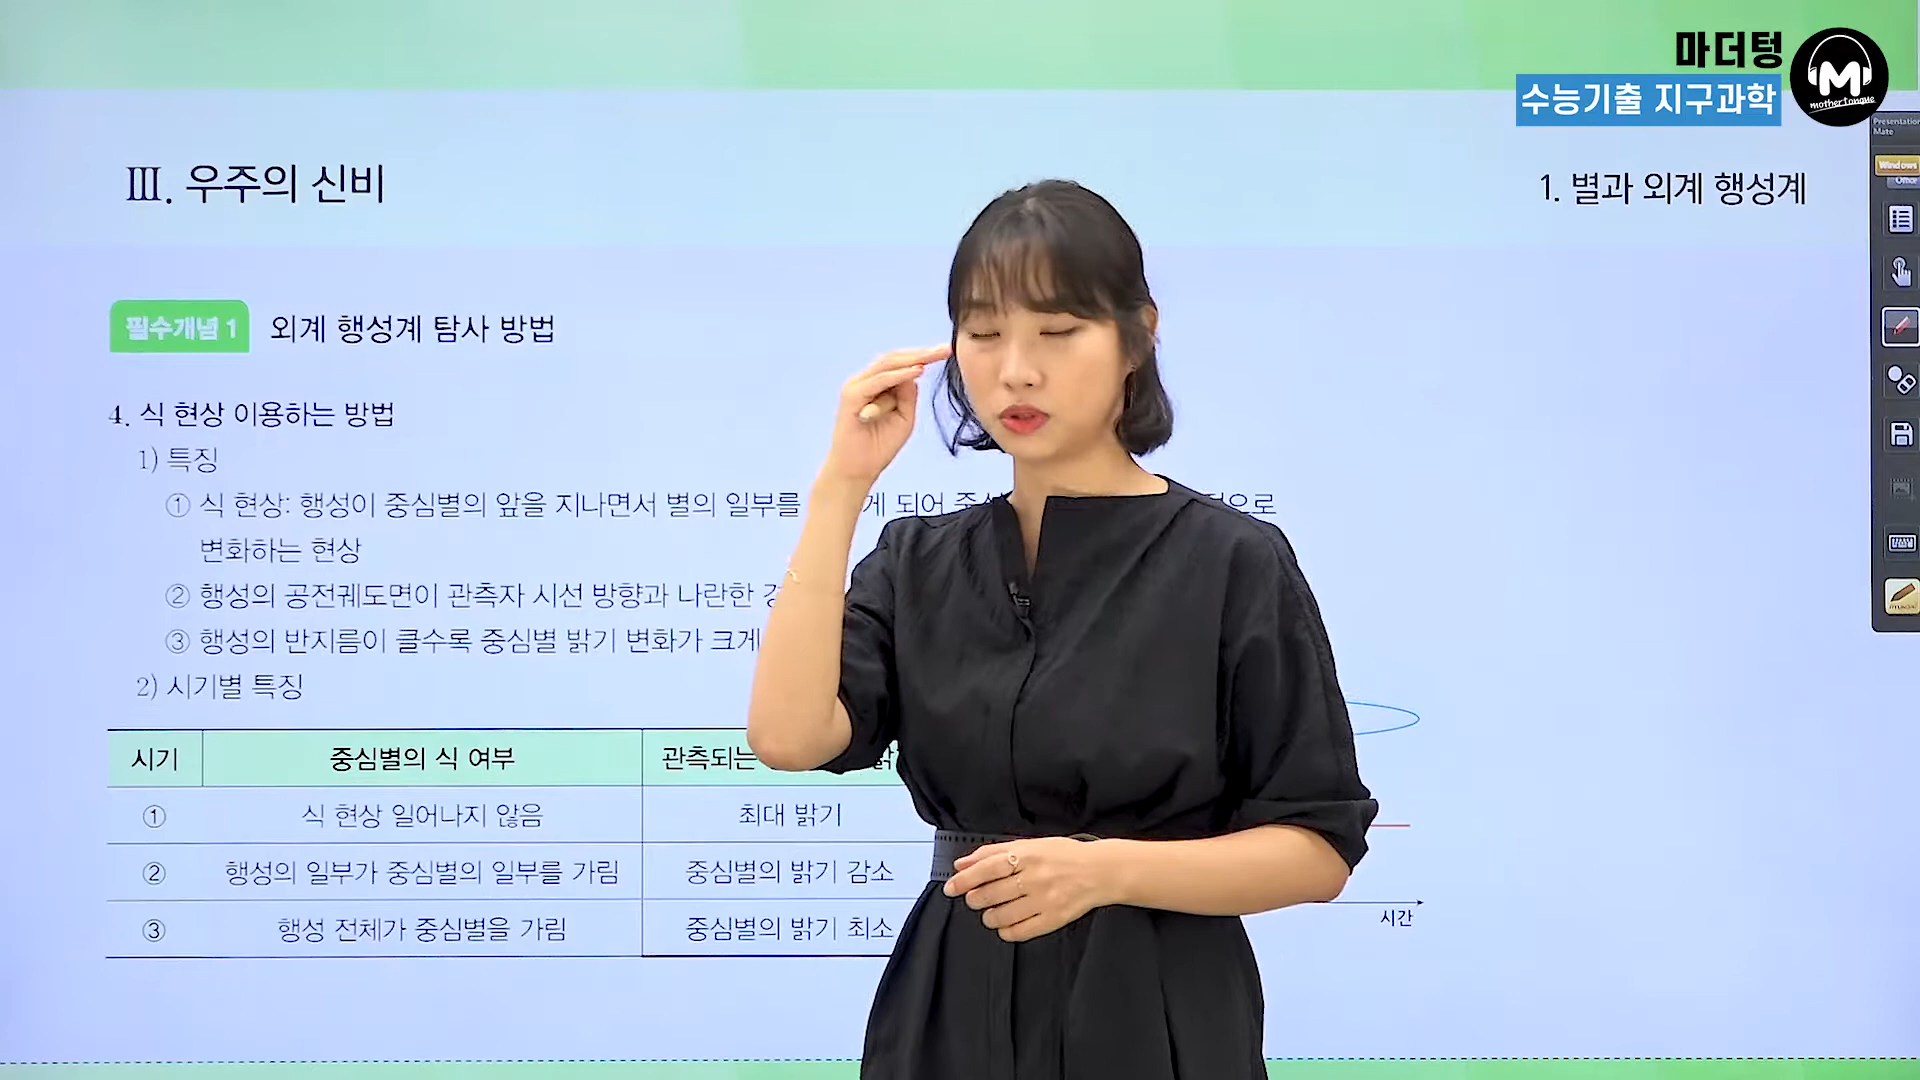 마더텅
수능기출 지구과학
M
mothertongue
Presentation
Mate
Windows
Office
Ⅲ. 우주의 신비
1. 별과 외계 행성계
필수개념 1 외계 행성계 탐사 방법
4. 식 현상 이용하는 방법
1) 특징
① 식 현상: 행성이 중심별의 앞을 지나면서 별의 일부를 게 되어 으로
변화하는 현상
② 행성의 공전궤도면이 관측자 시선 방향과 나란한
③ 행성의 반지름이 클수록 중심별 밝기 변화가 크게
2) 시기별 특징
시기 중심별의 식 여부 관측되는
① 식 현상 일어나지 않음 최대 밝기
② 행성의 일부가 중심별의 일부를 가림 중심별의 밝기 감소
③ 행성 전체가 중심별을 가림 중심별의 밝기 최소
시간